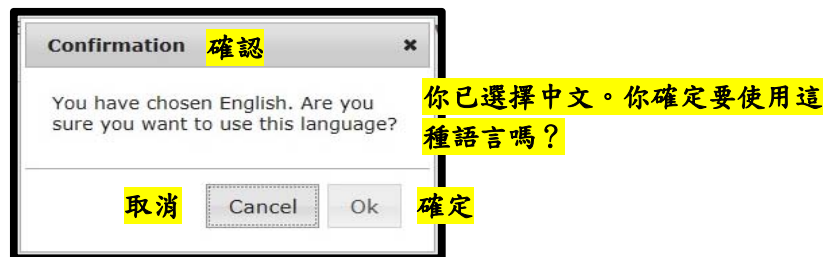 Confirmation 確認 ×
You have chosen English. Are you
sure you want to use this language?
你已選擇中文。你確定要使用這
種語言嗎？
取消 Cancel Ok 確定